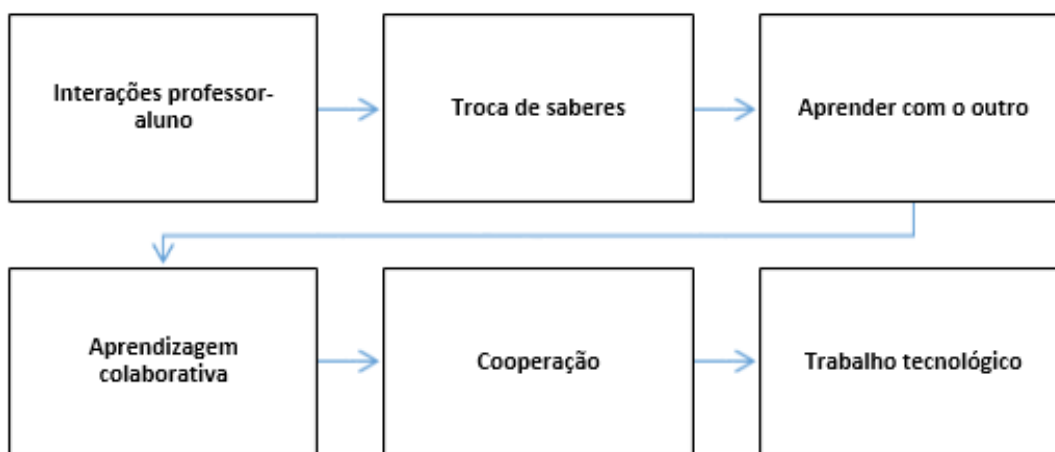 Interações professor-
aluno
Troca de saberes
Aprender com o outro
Aprendizagem
colaborativa
Cooperação
Trabalho tecnológico